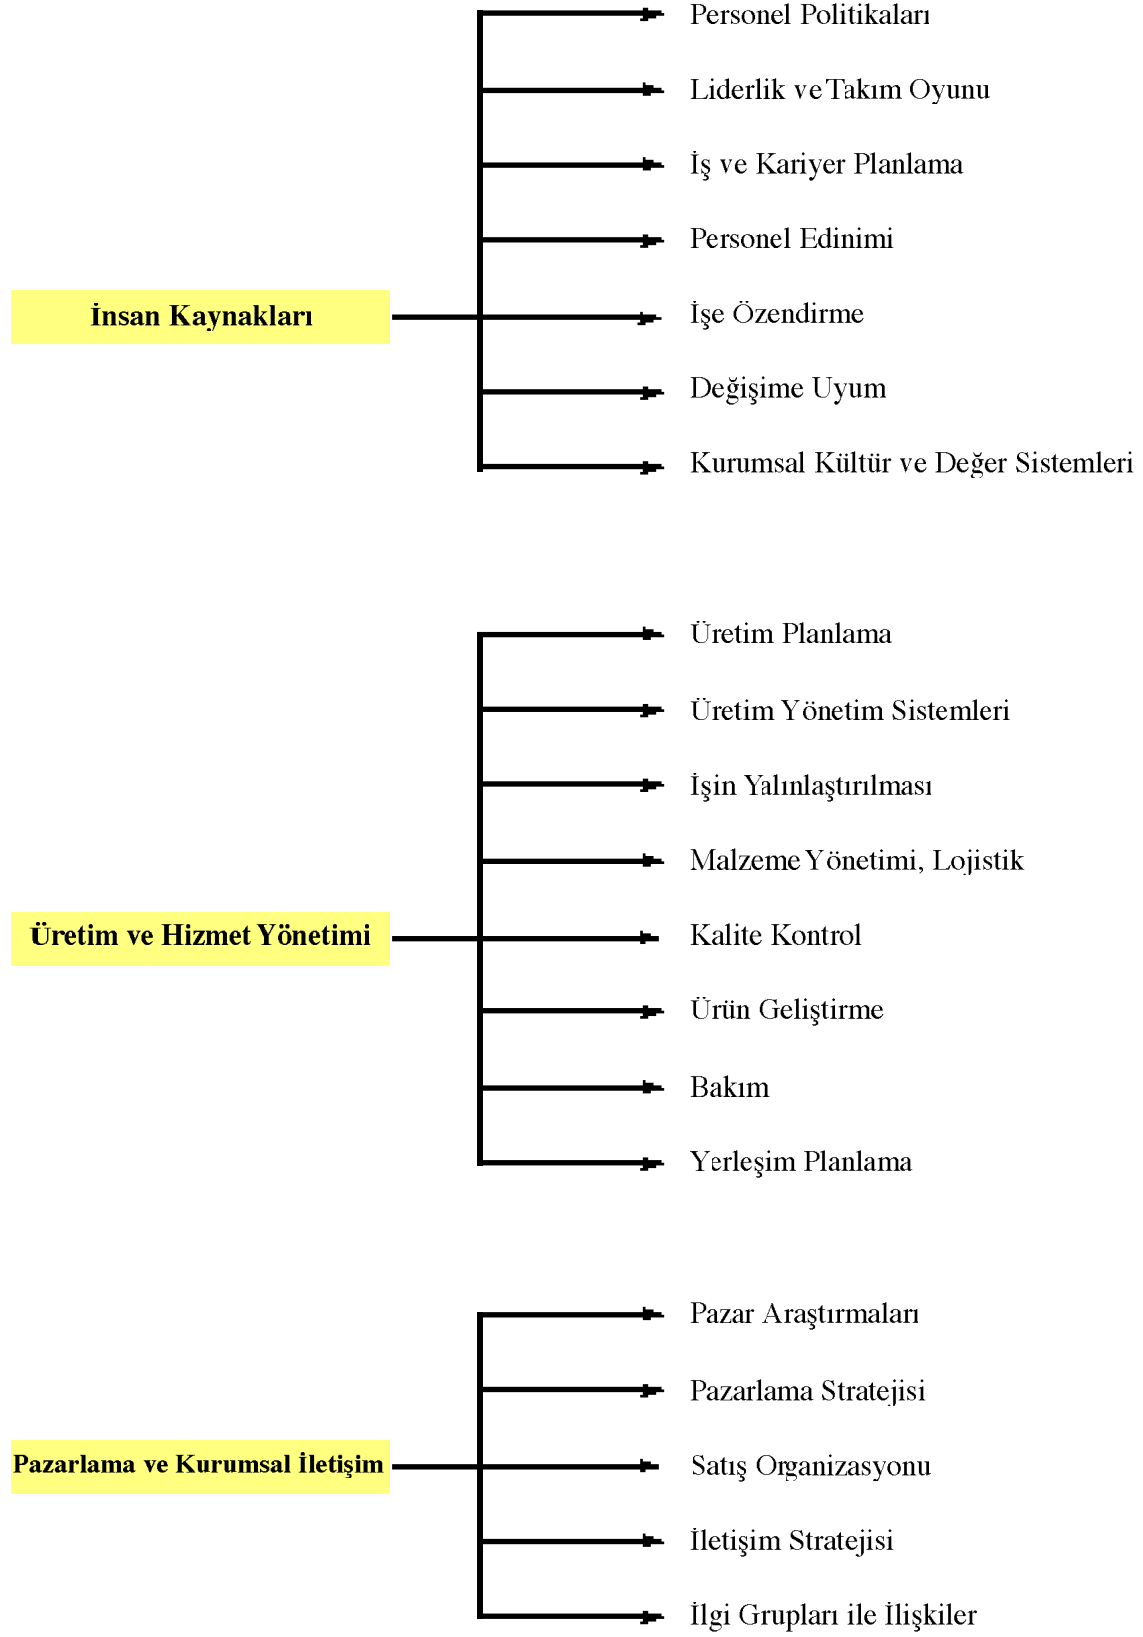 Personel Politikaları
Liderlik ve Takım Oyunu
İş ve Kariyer Planlama
Personel Edinimi
İnsan Kaynakları
İşe Özendirme
Değişime Uyum
Kurumsal Kültür ve Değer Sistemleri
Üretim Planlama
Üretim Yönetim Sistemleri
İşin Yalınlaştırılması
Malzeme Yönetimi, Lojistik
Üretim ve Hizmet Yönetimi
Kalite Kontrol
Ürün Geliştirme
Bakım
Yerleşim Planlama
Pazar Araştırmaları
Pazarlama Stratejisi
Pazarlama ve Kurumsal İletişim
Satış Organizasyonu
İletişim Stratejisi
İlgi Grupları ile İlişkiler